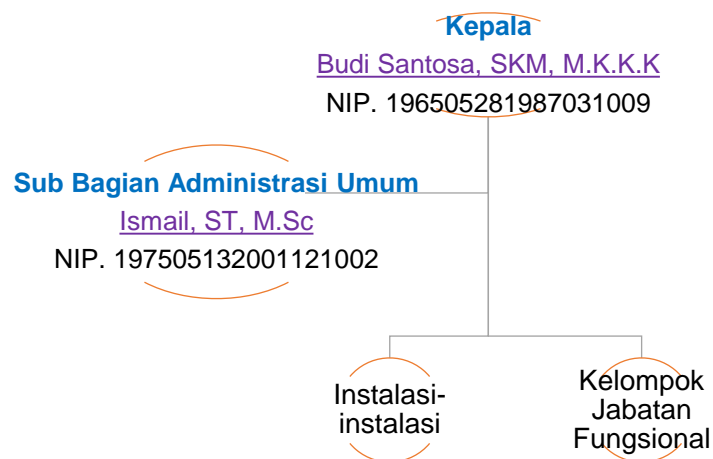 Kepala
Budi Santosa, SKM, M.K.K.K
NIP. 196505281987031009
Sub Bagian Administrasi Umum
Ismail, ST, M.Sc
NIP. 197505132001121002
Instalasi-
instalasi
Kelompok
Jabatan
Fungsional